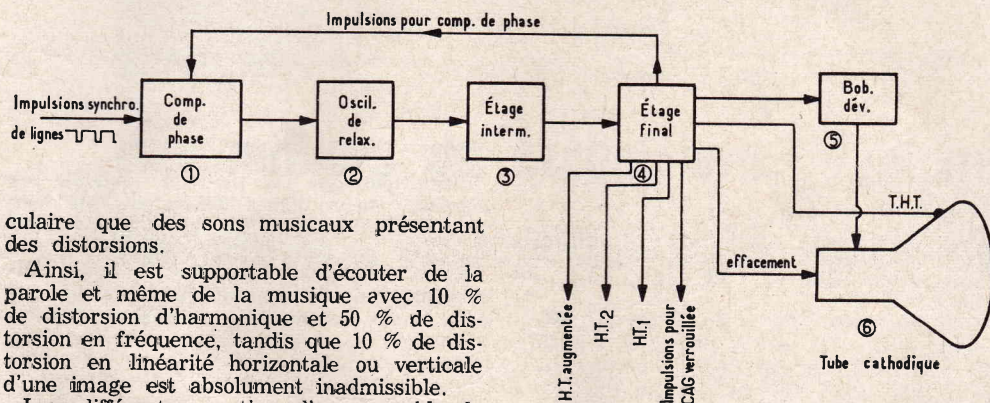 Impulsions pour comp. de phase
Impulsions synchro.
de lignes
Comp.
de
phase
①
Oscil.
de
relax.
②
Étage
interm.
③
Étage
final
④
Bob.
dév.
⑤
T.H.T.
effacement
⑥
Tube cathodique
H.T. augmentée
H.T.2
H.T.1
Impulsions pour
CAG verrouillée
culaire que des sons musicaux présentant
des distorsions.
Ainsi, il est supportable d'écouter de la
parole et même de la musique avec 10 %
de distorsion d'harmonique et 50 % de dis-
torsion en fréquence, tandis que 10 % de dis-
torsion en linéarité horizontale ou verticale
d'une image est absolument inadmissible.